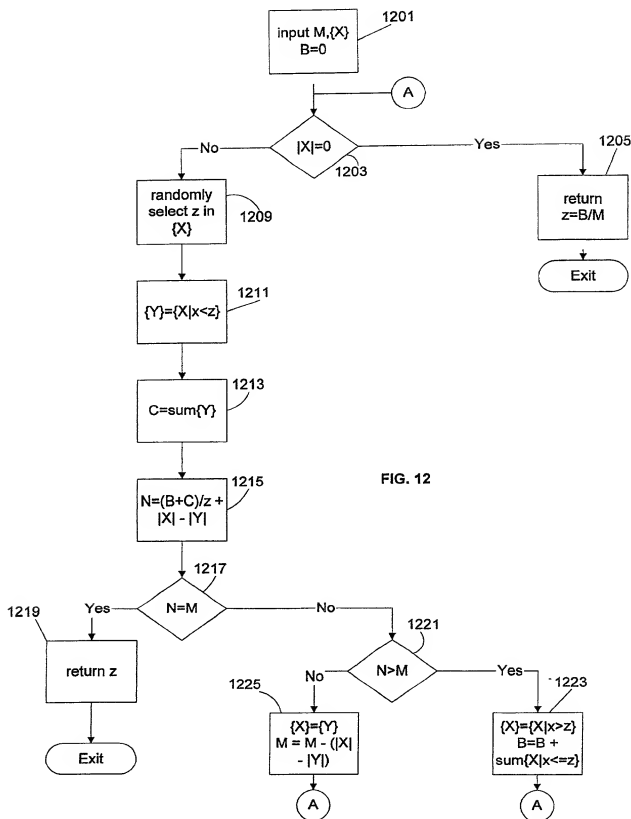 1201
input M,{X}
B=0
A
|X|=0
1203
No
Yes
1205
return
z=B/M
Exit
randomly
select z in
{X}
1209
{Y}={X|x<z}
1211
C=sum{Y}
1213
N=(B+C)/z +
|X| - |Y|
1215
FIG. 12
N=M
1217
Yes
No
1219
return z
Exit
N>M
1221
No
Yes
1225
{X}={Y}
M = M - (|X|
- |Y|)
A
1223
{X}={X|x>z}
B=B +
sum{X|x<=z}
A